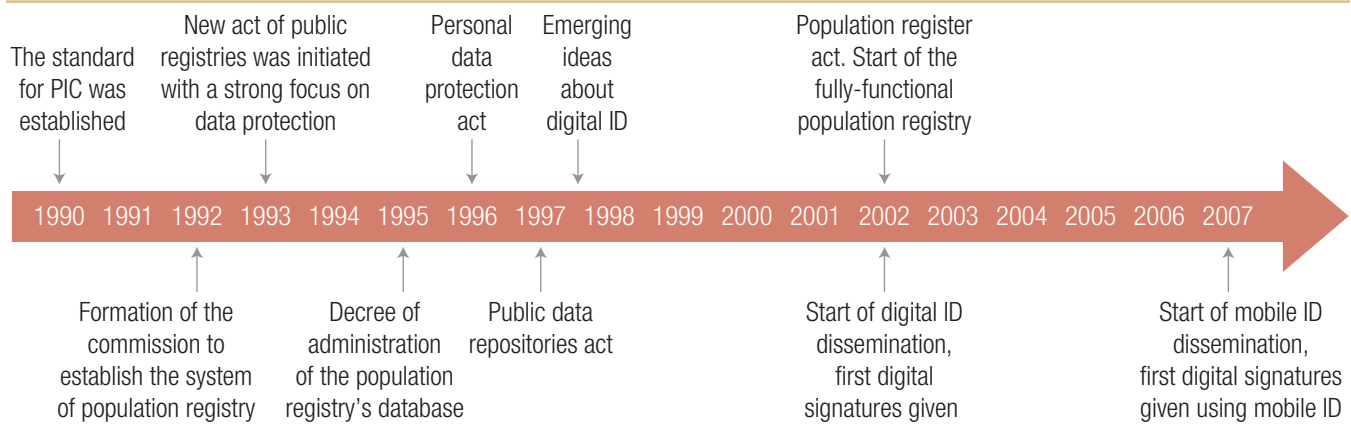 The standard
for PIC was
established
New act of public
registries was initiated
with a strong focus on
data protection
Personal
data
protection
act
Emerging
ideas
about
digital ID
Population register
act. Start of the
fully-functional
population registry
1990 1991 1992 1993 1994 1995 1996 1997 1998 1999 2000 2001 2002 2003 2004 2005 2006 2007
Formation of the
commission to
establish the system
of population registry
Decree of
administration
of the population
registry's database
Public data
repositories act
Start of digital ID
dissemination,
first digital
signatures given
Start of mobile ID
dissemination,
first digital signatures
given using mobile ID